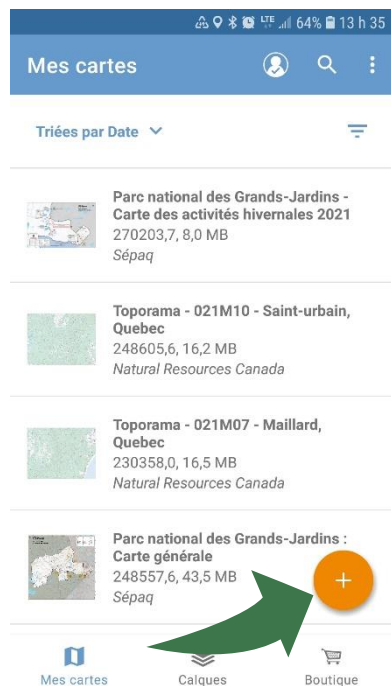 LTE 64% 13 h 35
Mes cartes
Triées par Date
Parc national des Grands-Jardins -
Carte des activités hivernales 2021
270203,7, 8,0 MB
Sépaq
Toporama - 021M10 - Saint-urbain,
Quebec
248605,6, 16,2 MB
Natural Resources Canada
Toporama - 021M07 - Maillard,
Quebec
230358,0, 16,5 MB
Natural Resources Canada
Parc national des Grands-Jardins :
Carte générale
248557,6, 43,5 MB
Sépaq
+
Mes cartes Calques Boutique